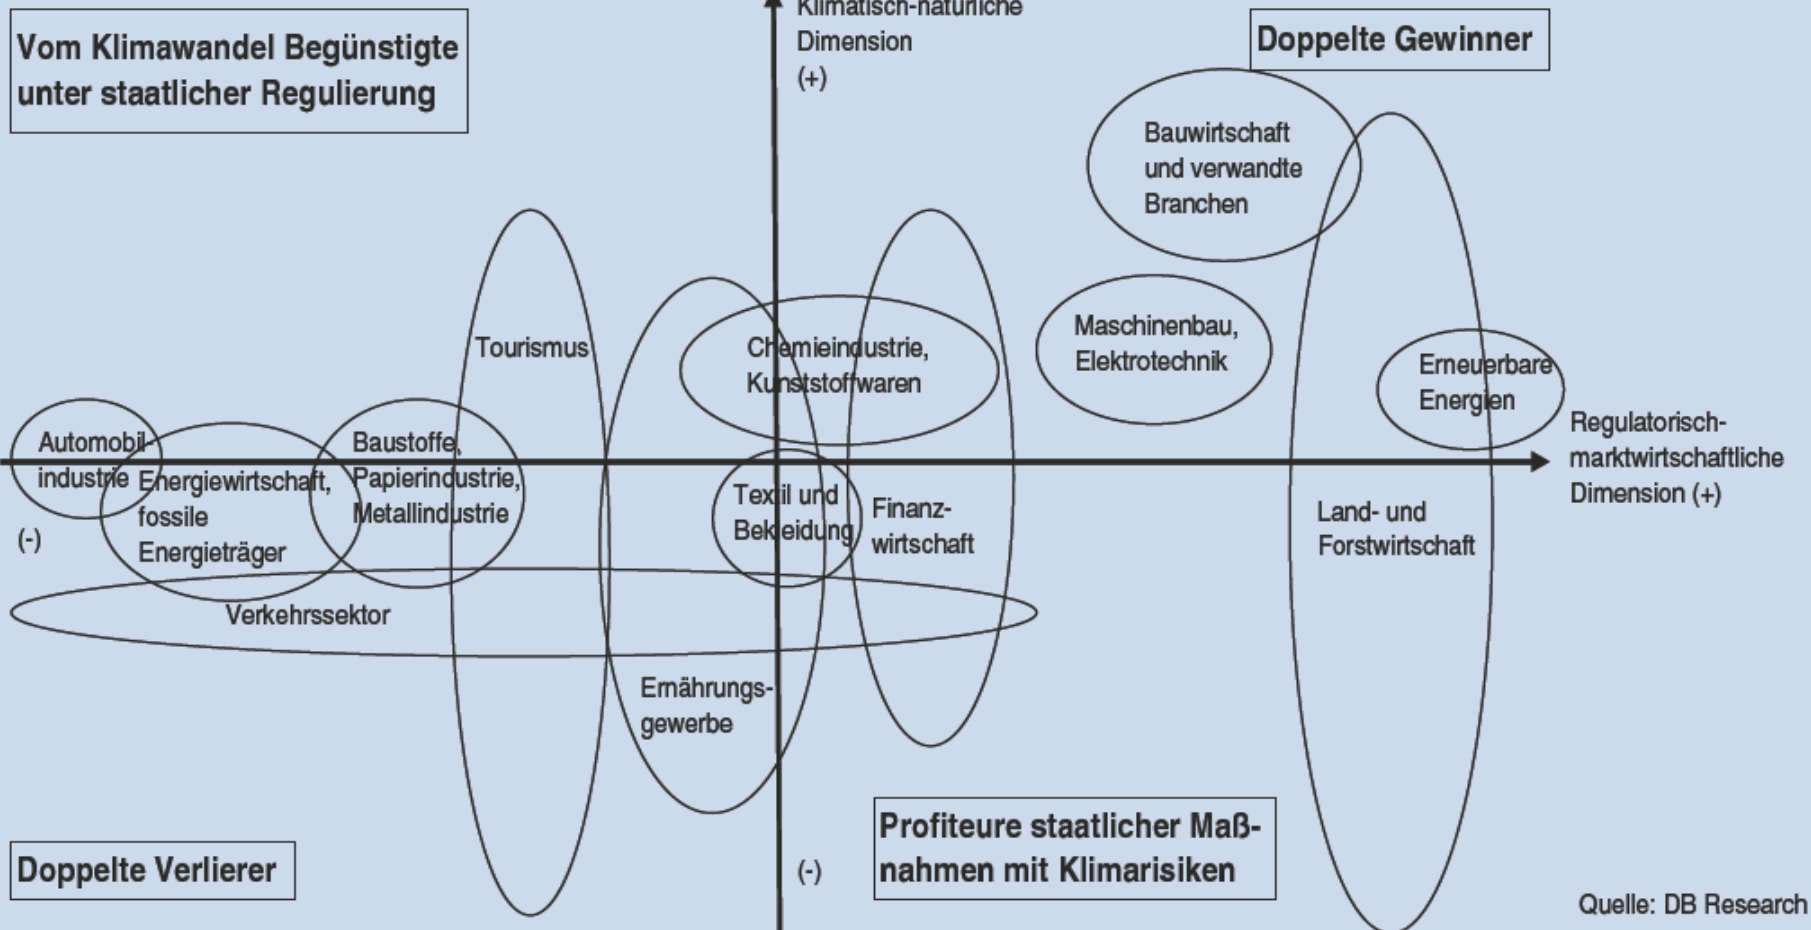 Klimatisch-natürliche
Dimension
(+)
Vom Klimawandel Begünstigte
unter staatlicher Regulierung
Doppelte Gewinner
Bauwirtschaft
und verwandte
Branchen
Tourismus
Chemieindustrie,
Kunststoffwaren
Maschinenbau,
Elektrotechnik
Erneuerbare
Energien
Automobil-
industrie
Energiewirtschaft,
fossile
Energieträger
Baustoffe,
Papierindustrie,
Metallindustrie
Textil und
Bekleidung
Finanz-
wirtschaft
Land- und
Forstwirtschaft
Regulatorisch-
marktwirtschaftliche
Dimension (+)
(-)
Verkehrssektor
Ernährungs-
gewerbe
Doppelte Verlierer
(-)
Profiteure staatlicher Maß-
nahmen mit Klimarisiken
Quelle: DB Research